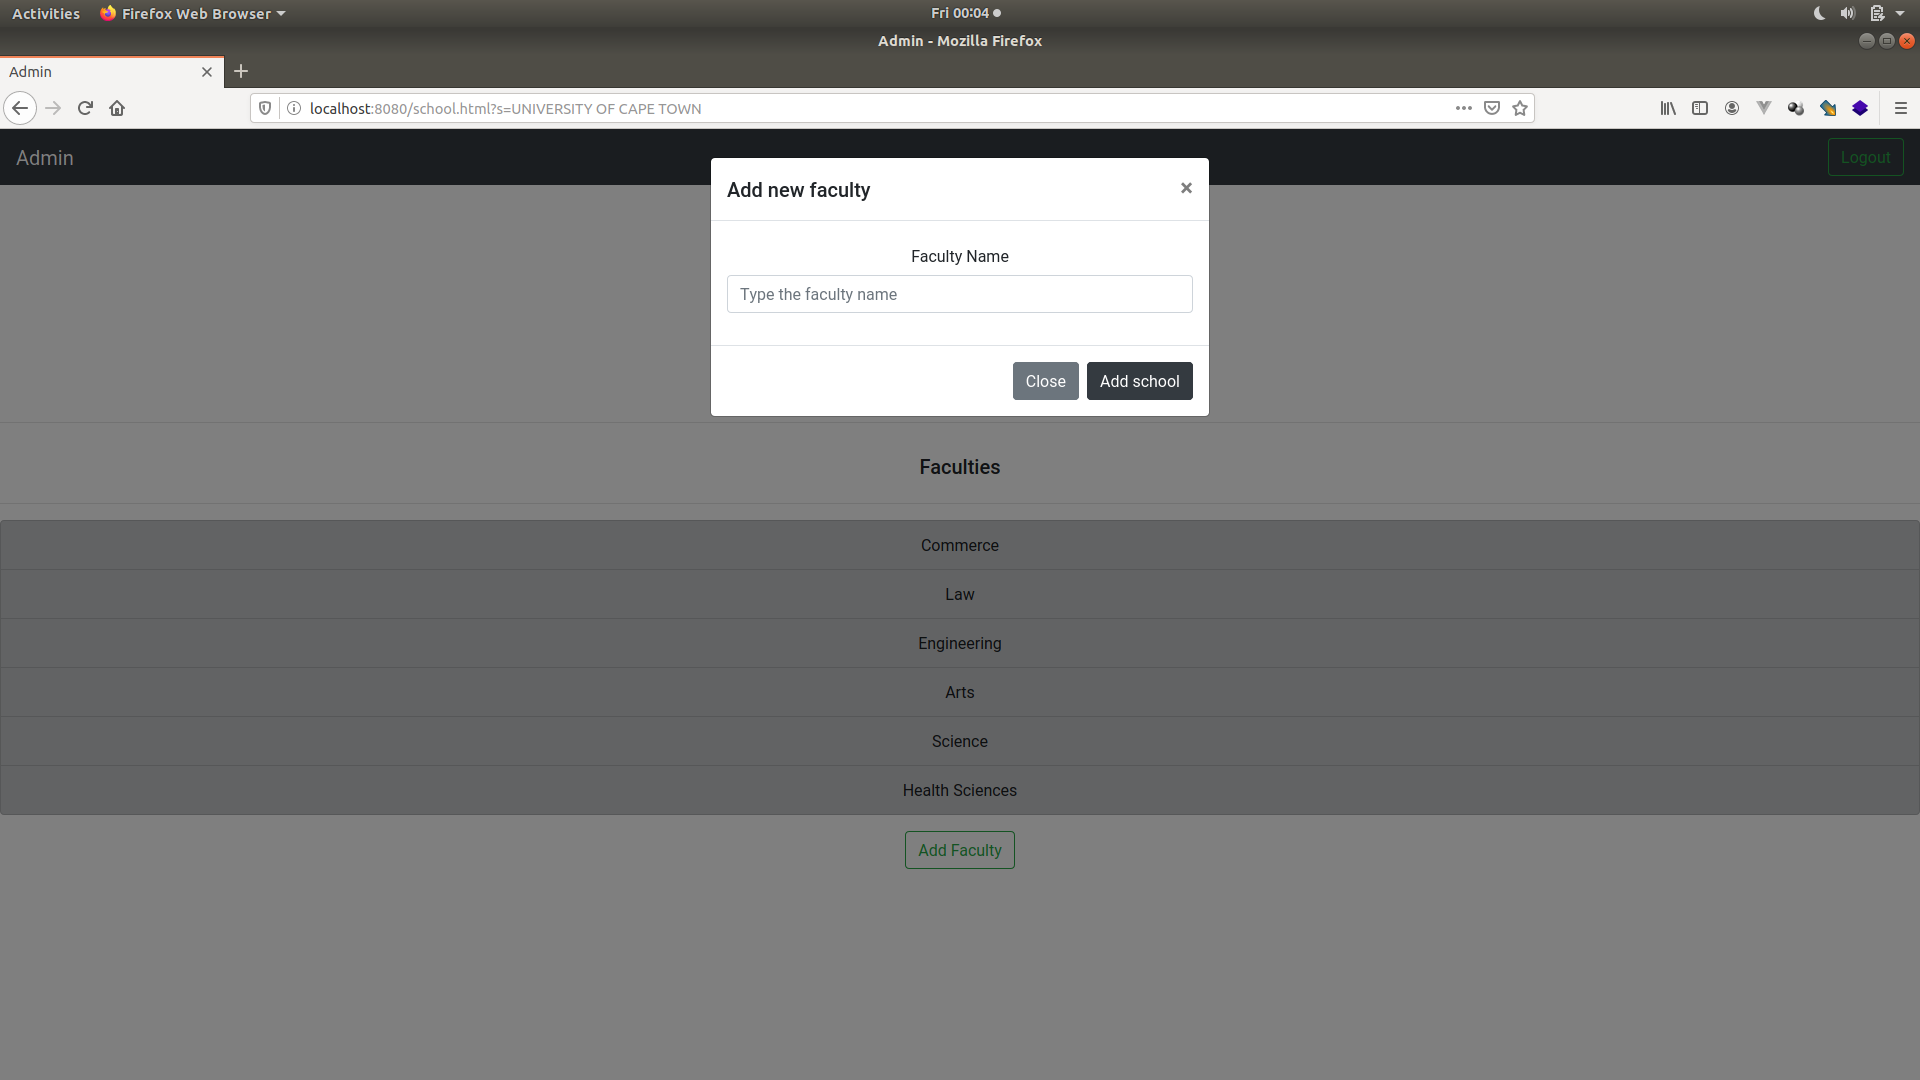 Activities Firefox Web Browser Fri 00:04
Admin - Mozilla Firefox
Admin
localhost:8080/school.html?s=UNIVERSITY OF CAPE TOWN
Admin Logout
Add new faculty ×
Faculty Name
Type the faculty name
Close Add school
Faculties
Commerce
Law
Engineering
Arts
Science
Health Sciences
Add Faculty